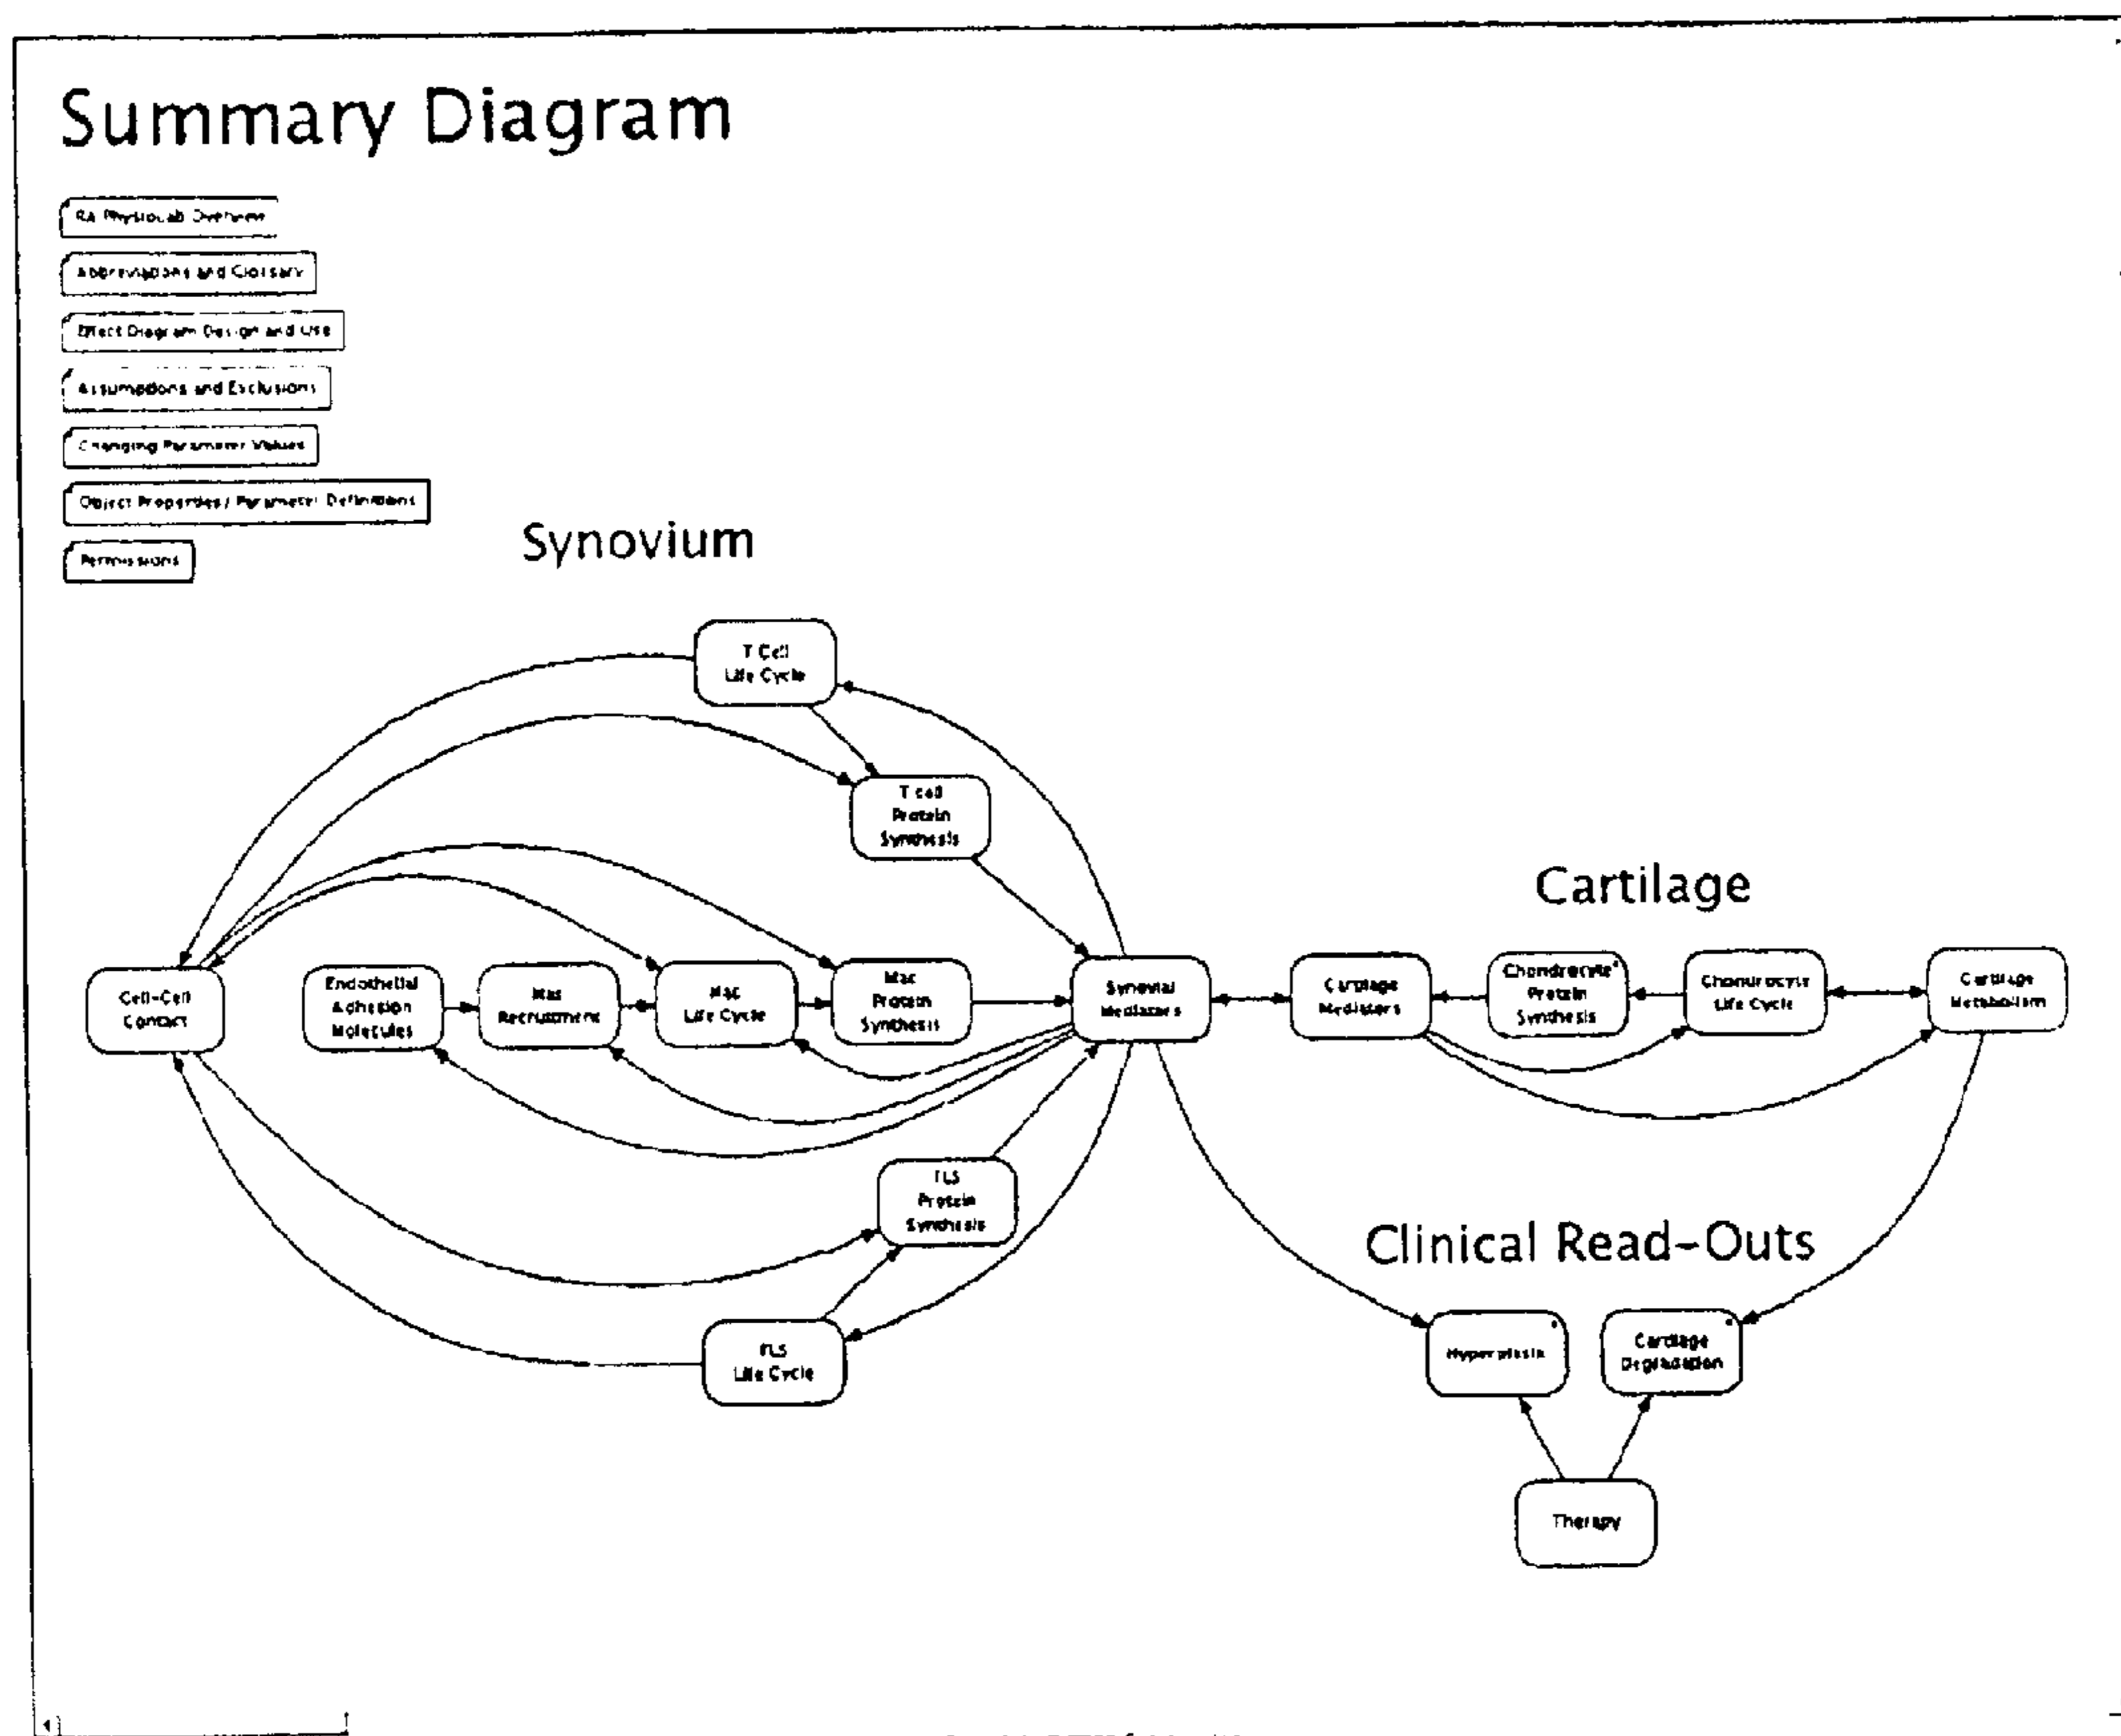 Summary Diagram
RA PhysioLab Overview
Abbreviations and Glossary
Effect Diagram Design and Use
Assumptions and Exclusions
Changing Parameter Values
Object Properties / Parameter Definitions
Permissions
Synovium
T Cell
Life Cycle
T cell
Protein
Synthesis
Cartilage
Cell-Cell
Contact
Endothelial
Adhesion
Molecules
Mac
Recruitment
Mac
Life Cycle
Mac
Protein
Synthesis
Synovial
Mediators
Cartilage
Mediators
Chondrocyte
Protein
Synthesis
Chondrocyte
Life Cycle
Cartilage
Metabolism
FLS
Protein
Synthesis
Clinical Read-Outs
FLS
Life Cycle
Hyperplasia
Cartilage
Degradation
Therapy